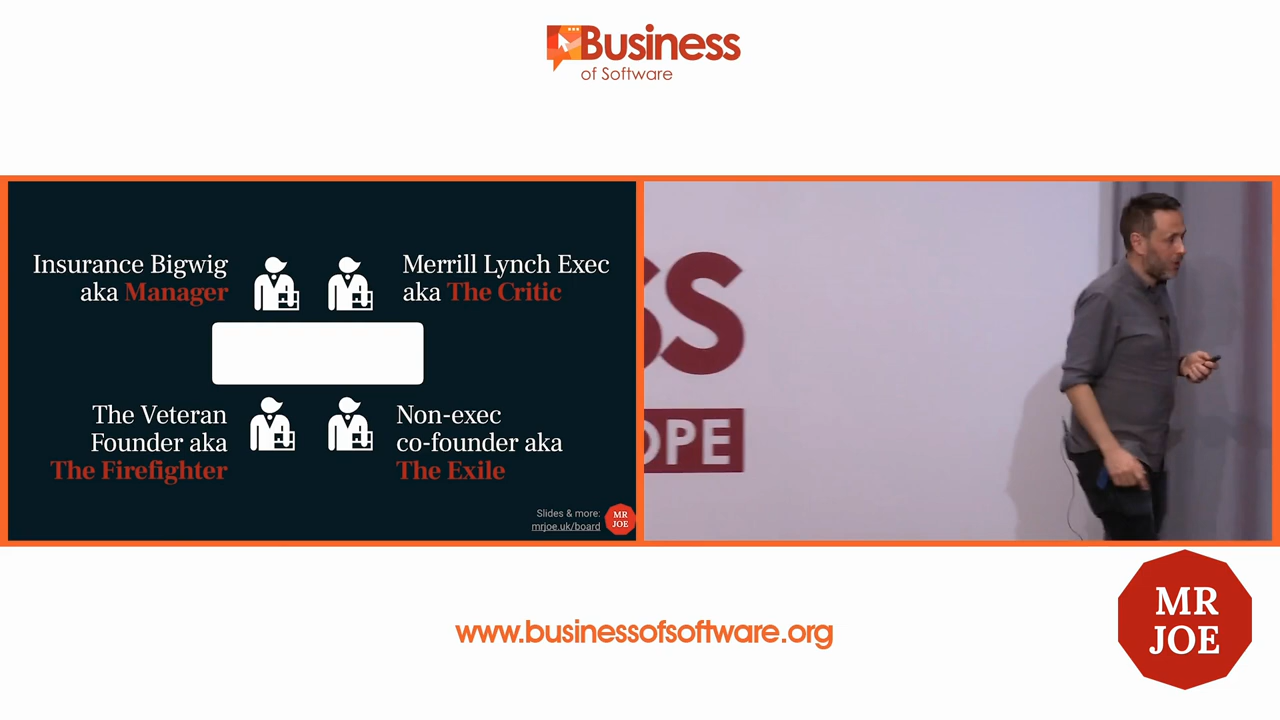 Business
of Software
Insurance Bigwig
aka Manager
Merrill Lynch Exec
aka The Critic
The Veteran
Founder aka
The Firefighter
Non-exec
co-founder aka
The Exile
Slides & more:
mrjoe.uk/board
MR
JOE
SS
OPE
www.businessofsoftware.org
MR
JOE